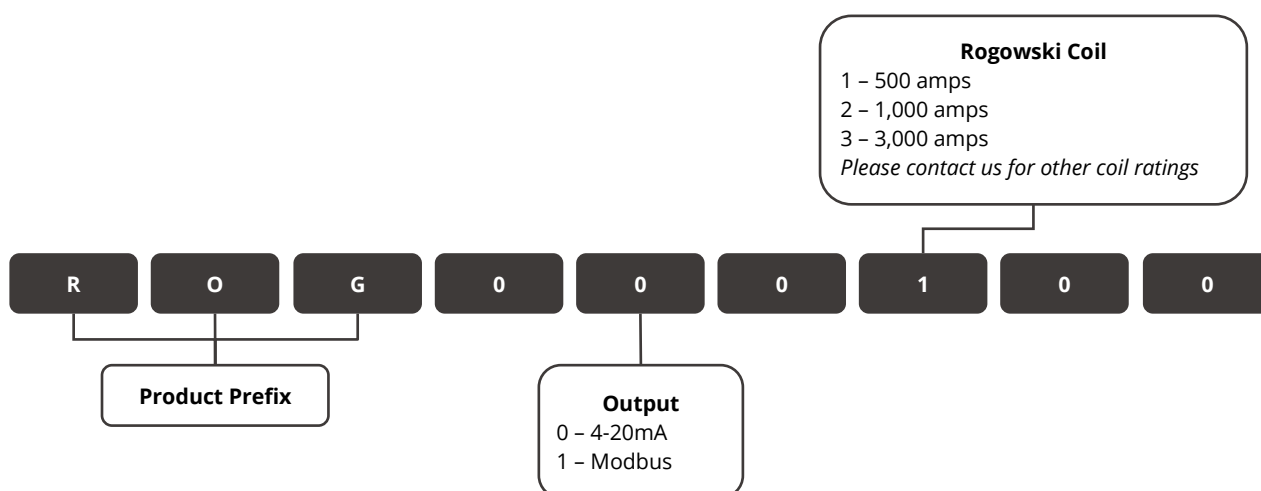 Rogowski Coil
1 – 500 amps
2 – 1,000 amps
3 – 3,000 amps
Please contact us for other coil ratings
R O G 0 0 0 1 0 0
Product Prefix
Output
0 – 4-20mA
1 – Modbus